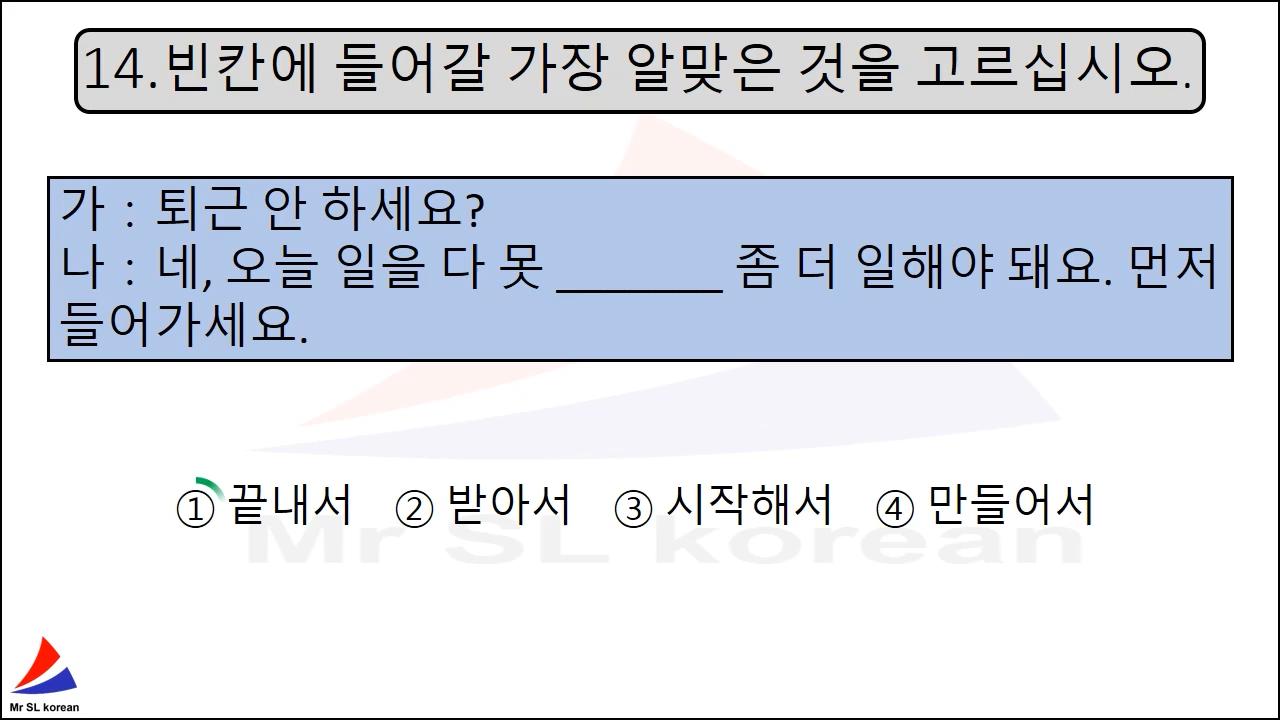 14.빈칸에 들어갈 가장 알맞은 것을 고르십시오.
가 : 퇴근 안 하세요?
나 : 네, 오늘 일을 다 못 _______ 좀 더 일해야 돼요. 먼저
들어가세요.
① 끝내서 ② 받아서 ③ 시작해서 ④ 만들어서
Mr SL korean
Mr SL korean